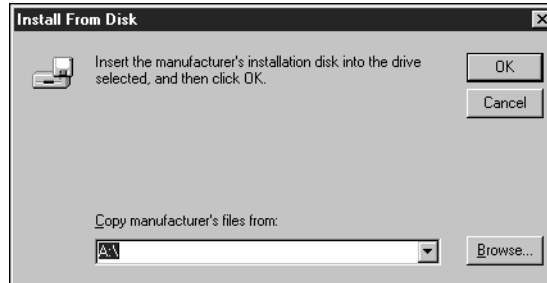 Install From Disk
Insert the manufacturer's installation disk into the drive
selected, and then click OK.
OK
Cancel
Copy manufacturer's files from:
A:\
Browse...